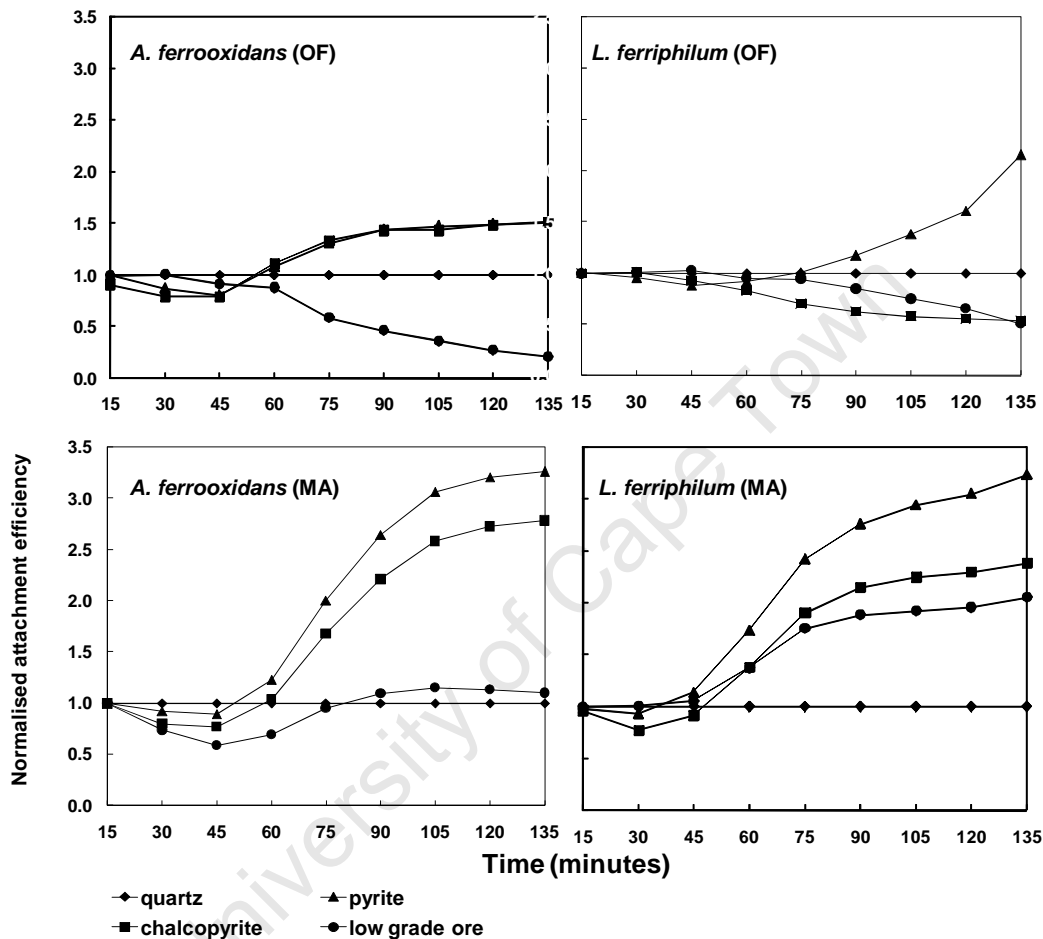 A. ferrooxidans (OF)
3.5
3.0
2.5
2.0
1.5
1.0
0.5
0.0
15 30 45 60 75 90 105 120 135
L. ferriphilum (OF)
15 30 45 60 75 90 105 120 135
A. ferrooxidans (MA)
3.5
3.0
2.5
2.0
1.5
1.0
0.5
0.0
15 30 45 60 75 90 105 120 135
L. ferriphilum (MA)
15 30 45 60 75 90 105 120 135
Normalised attachment efficiency
Time (minutes)
quartz
pyrite
chalcopyrite
low grade ore
University of Cape Town